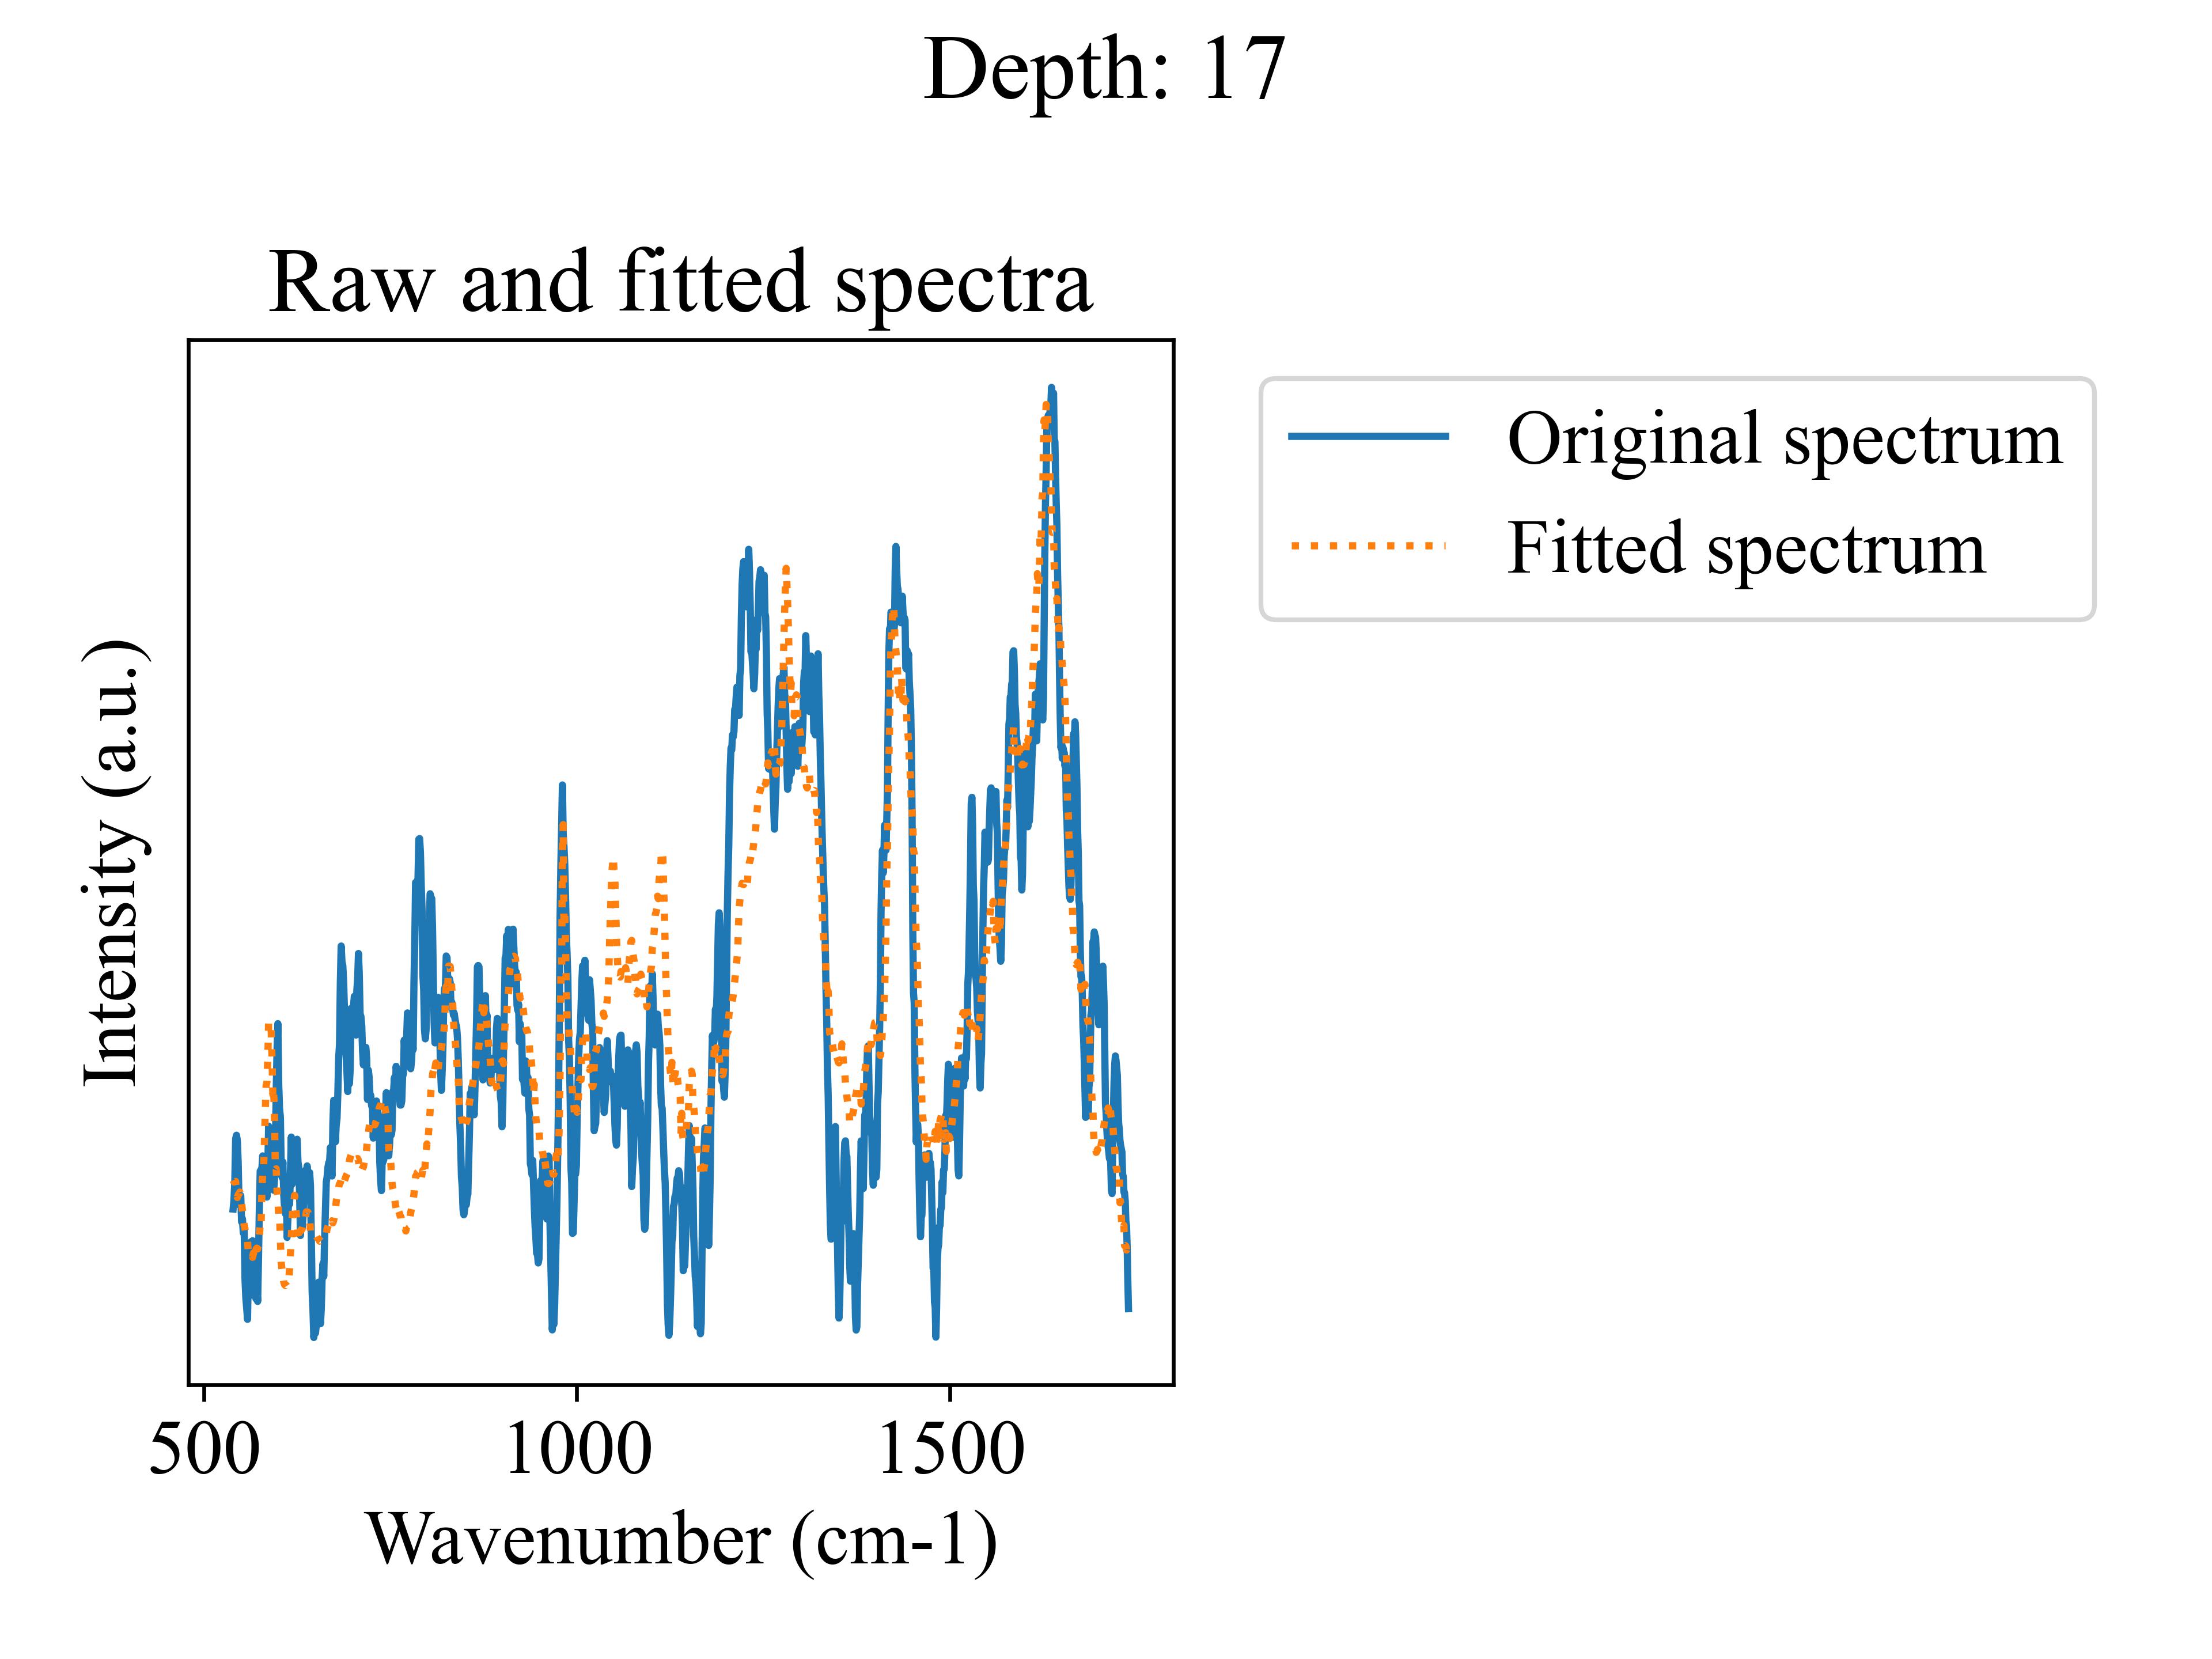 Depth: 17
Raw and fitted spectra
Original spectrum
Fitted spectrum
Intensity (a.u.)
500 1000 1500
Wavenumber (cm-1)